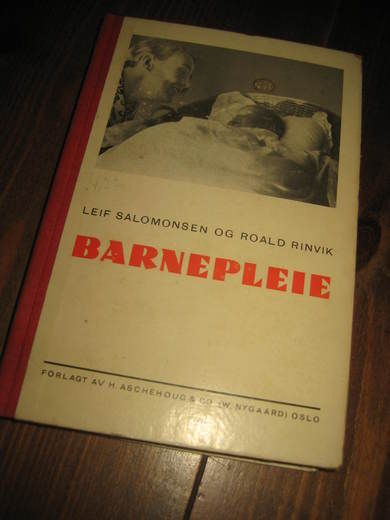 LEIF SALOMONSEN OG ROALD RINVIK
BARNEPLEIE
FORLAGT AV H. ASCHEHOUG & CO. (W. NYGAARD) OSLO